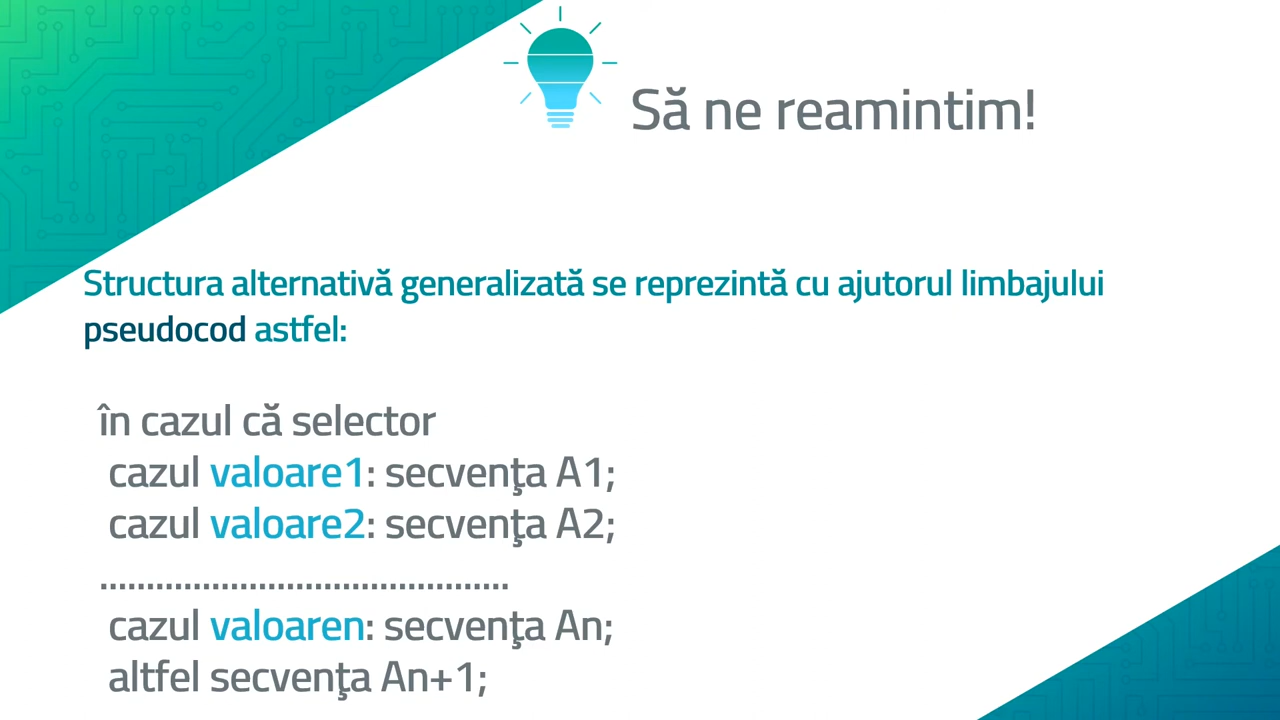 Să ne reamintim!
Structura alternativă generalizată se reprezintă cu ajutorul limbajului
pseudocod astfel:
în cazul că selector
cazul valoare1: secvenţa A1;
cazul valoare2: secvenţa A2;
............................................
cazul valoaren: secvenţa An;
altfel secvenţa An+1;